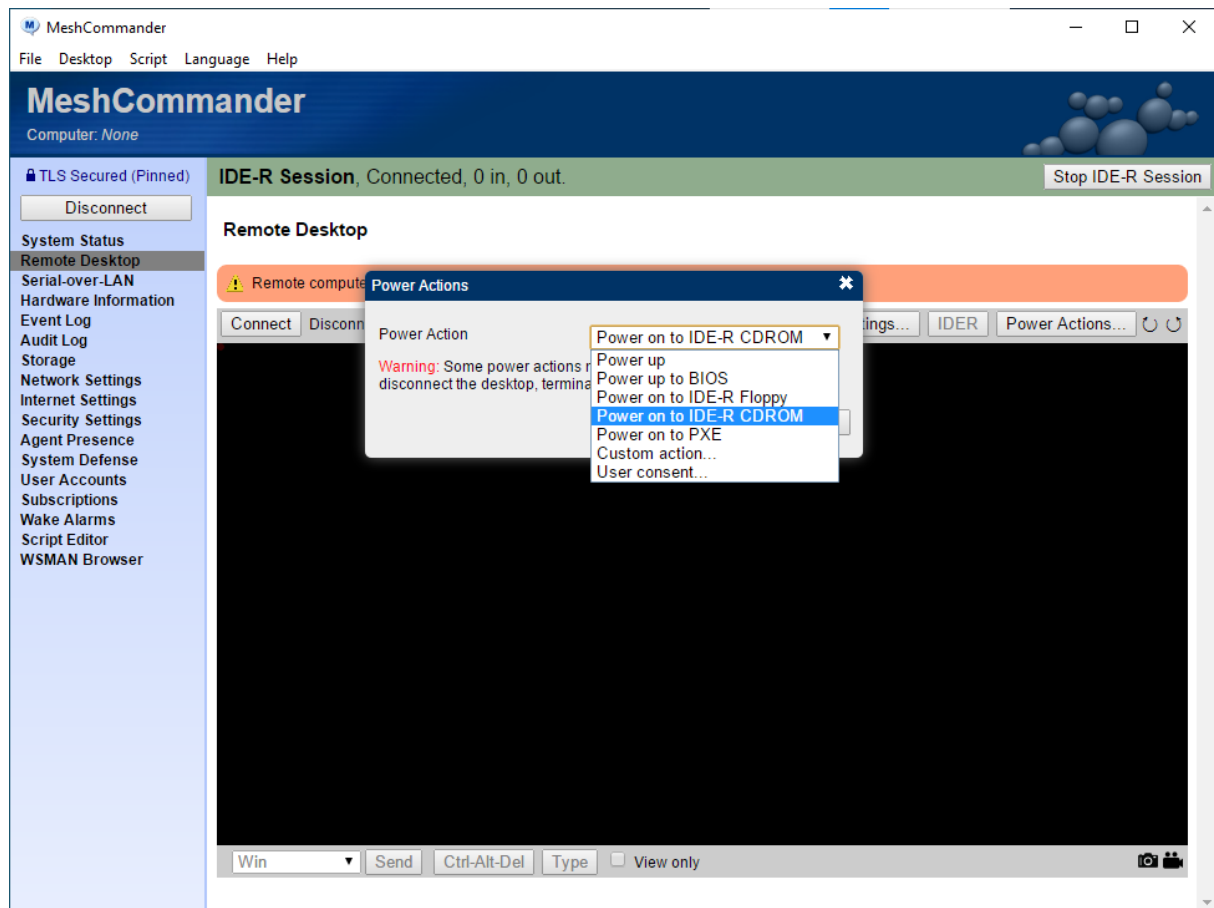 MeshCommander
File Desktop Script Language Help
MeshCommander
Computer: None
TLS Secured (Pinned)
Disconnect
System Status
Remote Desktop
Serial-over-LAN
Hardware Information
Event Log
Audit Log
Storage
Network Settings
Internet Settings
Security Settings
Agent Presence
System Defense
User Accounts
Subscriptions
Wake Alarms
Script Editor
WSMAN Browser
IDE-R Session, Connected, 0 in, 0 out.
Stop IDE-R Session
Remote Desktop
Remote compute
Connect Disconn
ings... IDER Power Actions...
Power Actions
Power Action
Power on to IDE-R CDROM
Warning: Some power actions
disconnect the desktop, termina
Power up
Power up to BIOS
Power on to IDE-R Floppy
Power on to IDE-R CDROM
Power on to PXE
Custom action...
User consent...
Win Send Ctrl-Alt-Del Type View only